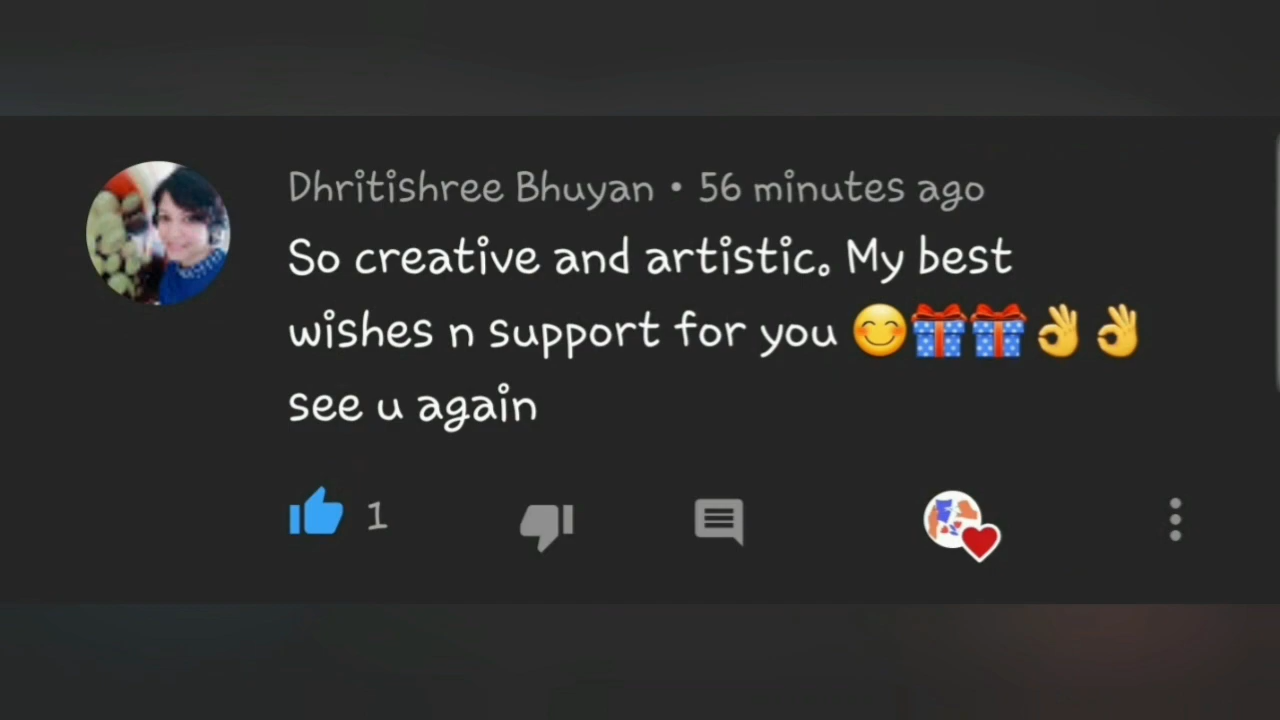 Dhritishree Bhuyan • 56 minutes ago
So creative and artistic. My best
wishes n support for you 😊🎁🎁👌👌
see u again
1